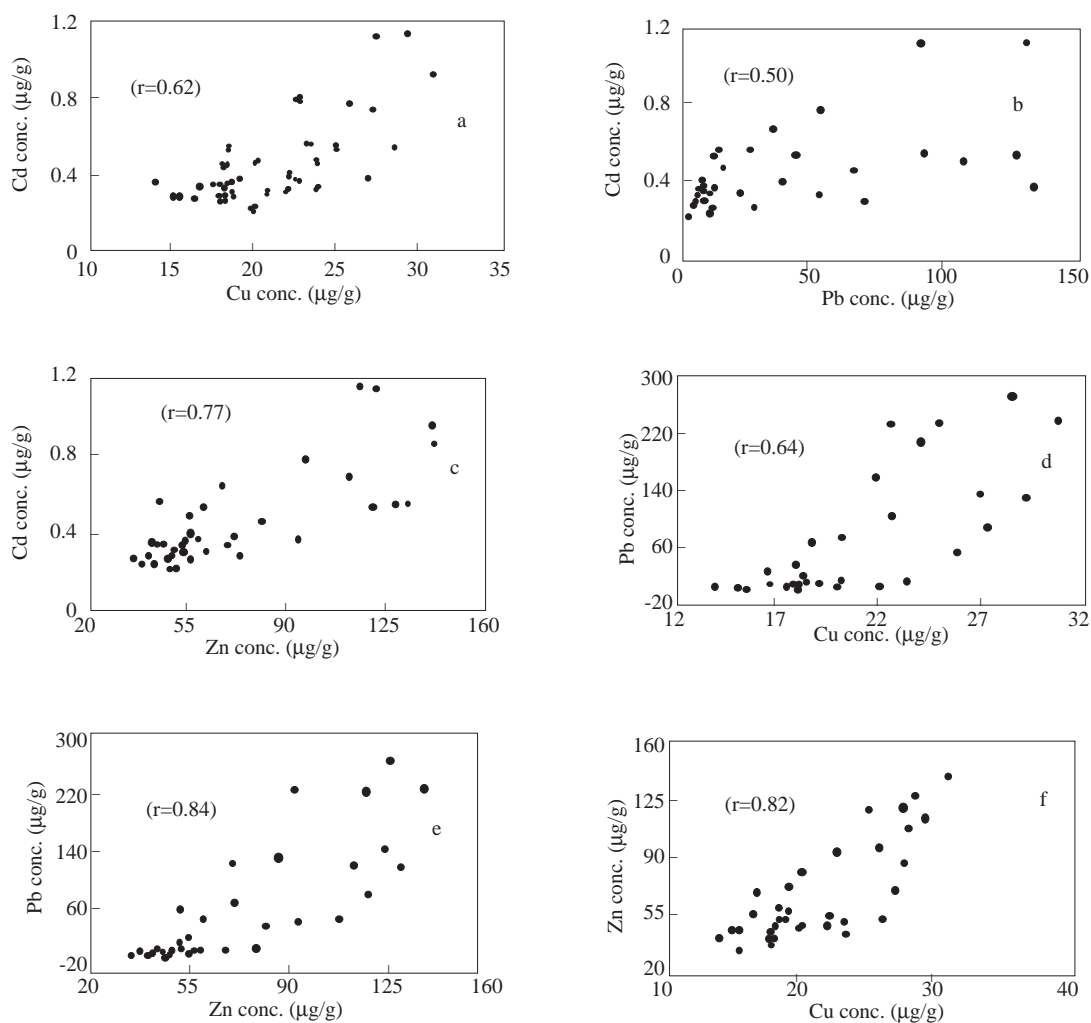 1.2
0.8
0.4
0
Cd conc. (µg/g)
(r=0.62)
a
10 15 20 25 30 35
Cu conc. (µg/g)
1.2
0.8
0.4
0
Cd conc. (µg/g)
(r=0.50)
b
0 50 100 150
Pb conc. (µg/g)
1.2
0.8
0.4
0
Cd conc. (µg/g)
(r=0.77)
c
20 55 90 125 160
Zn conc. (µg/g)
300
220
140
60
-20
Pb conc. (µg/g)
(r=0.64)
d
12 17 22 27 32
Cu conc. (µg/g)
300
220
140
60
-20
Pb conc. (µg/g)
(r=0.84)
e
20 55 90 125 160
Zn conc. (µg/g)
160
125
90
55
20
Zn conc. (µg/g)
(r=0.82)
f
10 20 30 40
Cu conc. (µg/g)